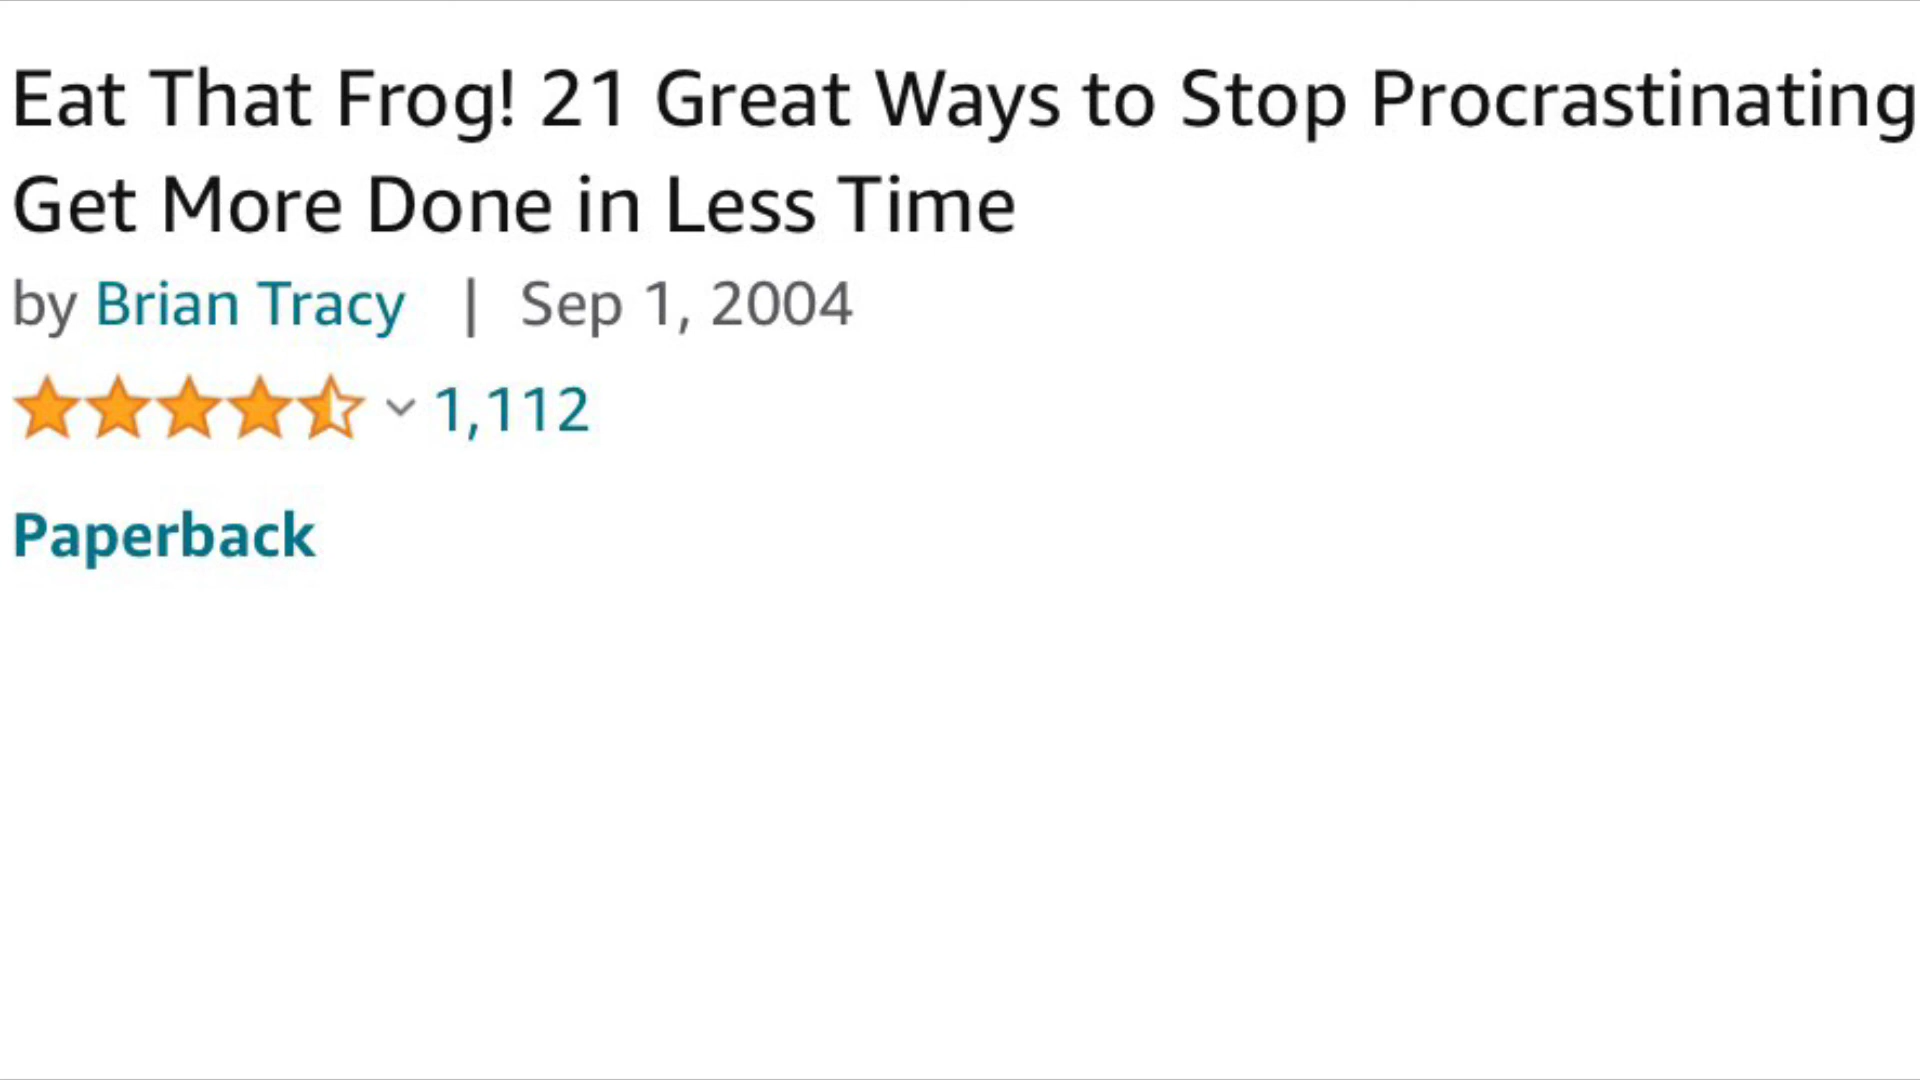 Eat That Frog! 21 Great Ways to Stop Procrastinating
Get More Done in Less Time
by Brian Tracy | Sep 1, 2004
1,112
Paperback